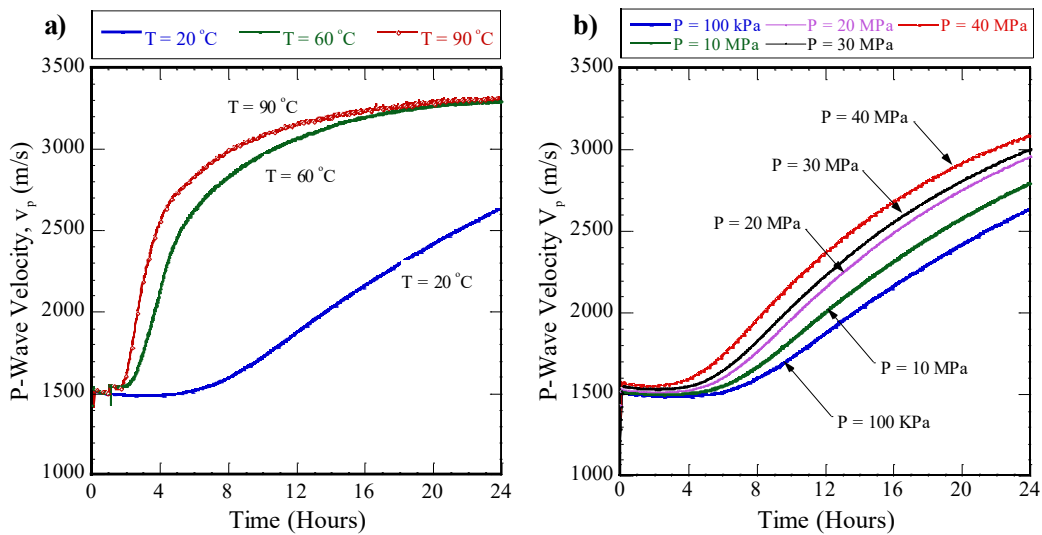 a)
T = 20 °C
T = 60 °C
T = 90 °C
3500
3000
2500
2000
1500
1000
P-Wave Velocity, v_p (m/s)
T = 90 °C
T = 60 °C
T = 20 °C
0 4 8 12 16 20 24
Time (Hours)
b)
P = 100 kPa
P = 20 MPa
P = 40 MPa
P = 10 MPa
P = 30 MPa
3500
3000
2500
2000
1500
1000
P-Wave Velocity V_p (m/s)
P = 40 MPa
P = 30 MPa
P = 20 MPa
P = 10 MPa
P = 100 KPa
0 4 8 12 16 20 24
Time (Hours)